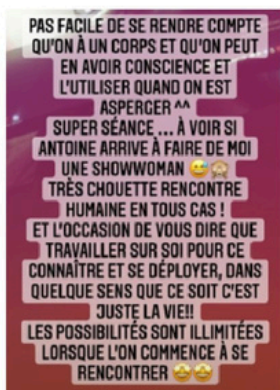 PAS FACILE DE SE RENDRE COMPTE
QU'ON À UN CORPS ET QU'ON PEUT
EN AVOIR CONSCIENCE ET
L'UTILISER QUAND ON EST
ASPERGER ^^
SUPER SÉANCE ... À VOIR SI
ANTOINE ARRIVE À FAIRE DE MOI
UNE SHOWWOMAN 😅🙈
TRÈS CHOUETTE RENCONTRE
HUMAINE EN TOUS CAS !
ET L'OCCASION DE VOUS DIRE QUE
TRAVAILLER SUR SOI POUR CE
CONNAÎTRE ET SE DÉPLOYER, DANS
QUELQUE SENS QUE CE SOIT C'EST
JUSTE LA VIE!!
LES POSSIBILITÉS SONT ILLIMITÉES
LORSQUE L'ON COMMENCE À SE
RENCONTRER 🤩🤩